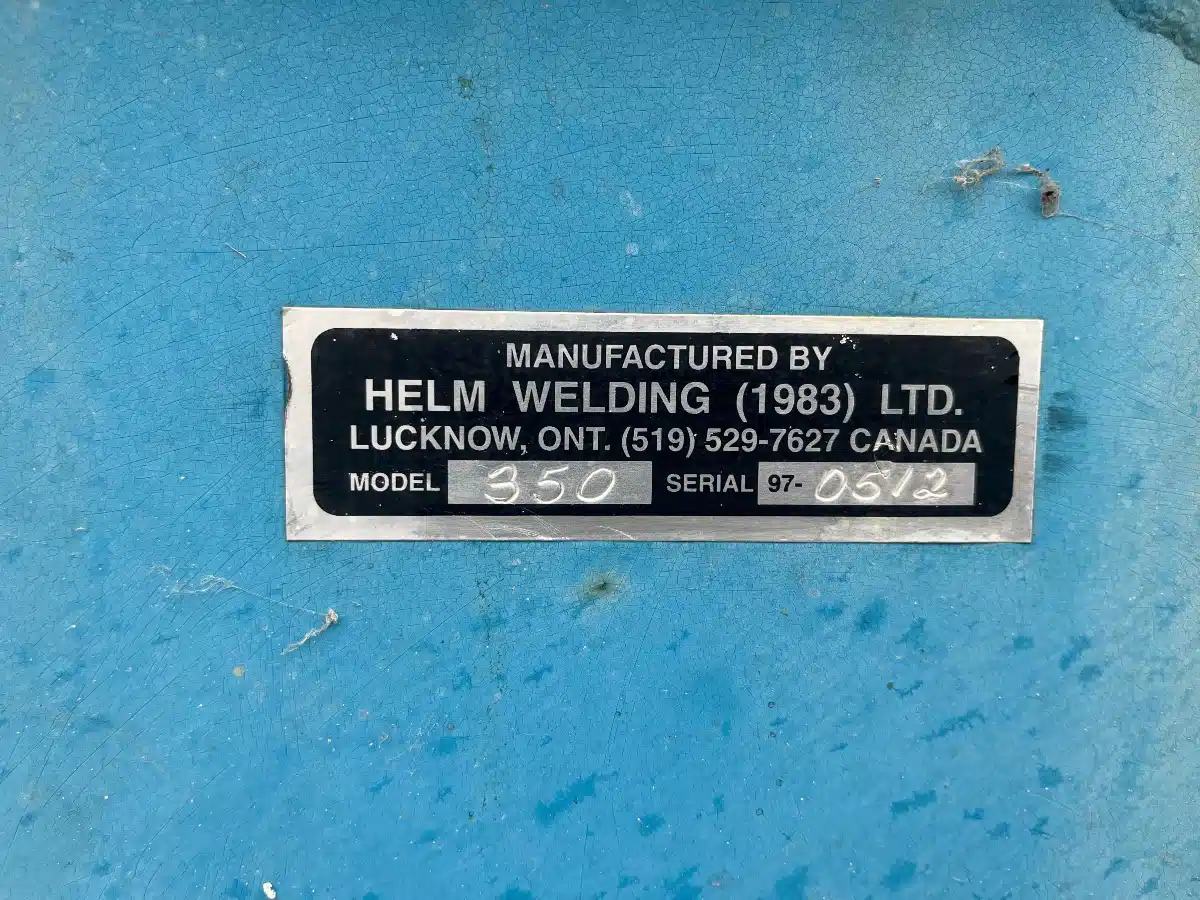 MANUFACTURED BY
HELM WELDING (1983) LTD.
LUCKNOW, ONT. (519) 529-7627 CANADA
MODEL 350 SERIAL 97- 0512